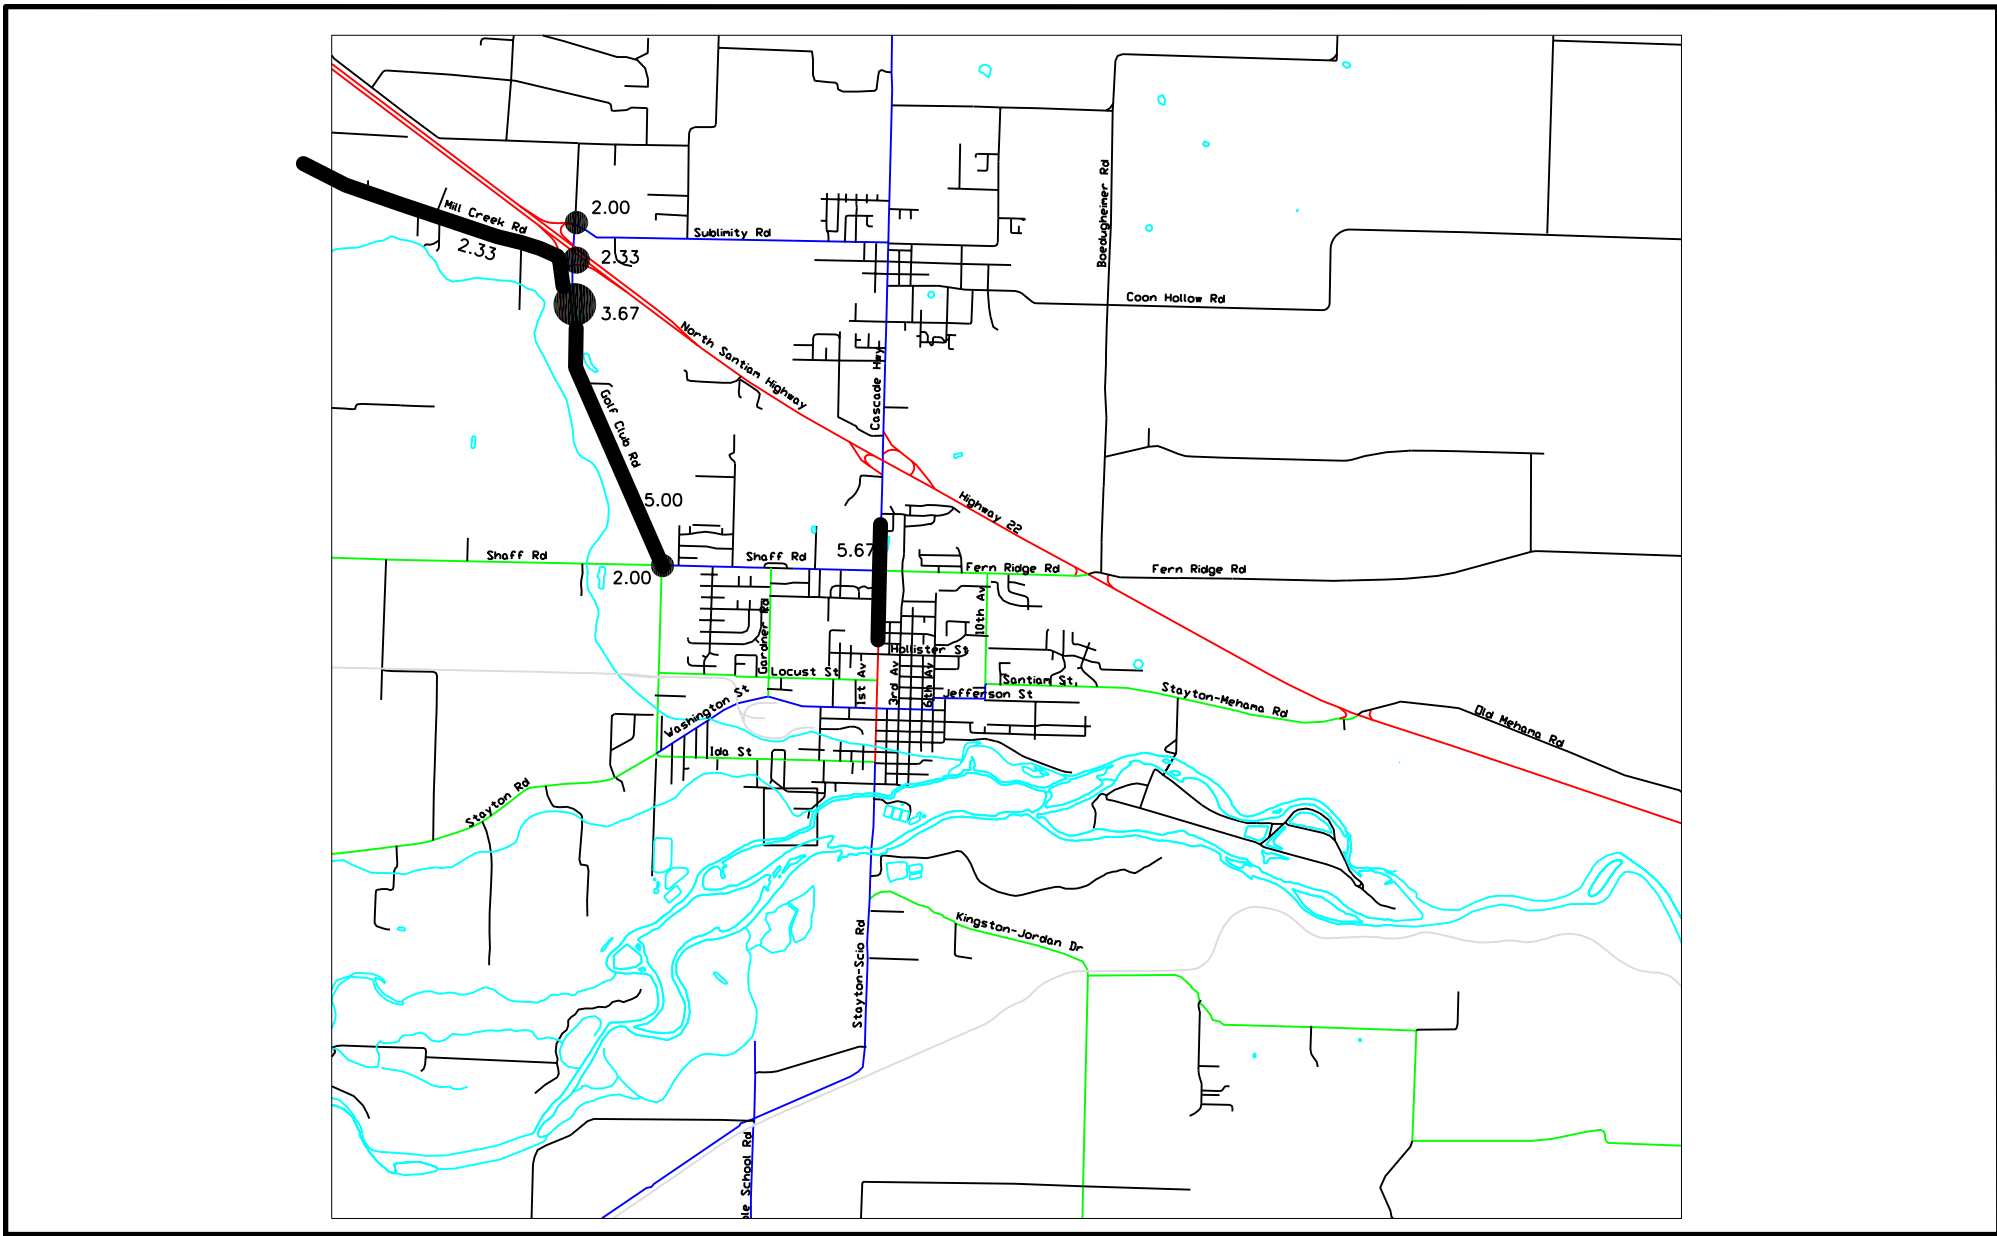 2.00
Mill Creek Rd
Sublimity Rd
2.33
2.33
Boedugheimer Rd
Coon Hollow Rd
3.67
North Santiam Highway
Cascade Hwy
Golf Club Rd
5.00
Highway 22
5.67
Shaff Rd
Shaff Rd
Fern Ridge Rd
Fern Ridge Rd
2.00
Gardner Rd
10th Av
Hollister St
Locust St
1st Av
3rd Av
6th Av
Santiam St
Jefferson St
Stayton-Mehama Rd
Old Mehama Rd
Washington St
Ida St
Stayton Rd
Kingston-Jordan Dr
Stayton-Scio Rd
le School Rd